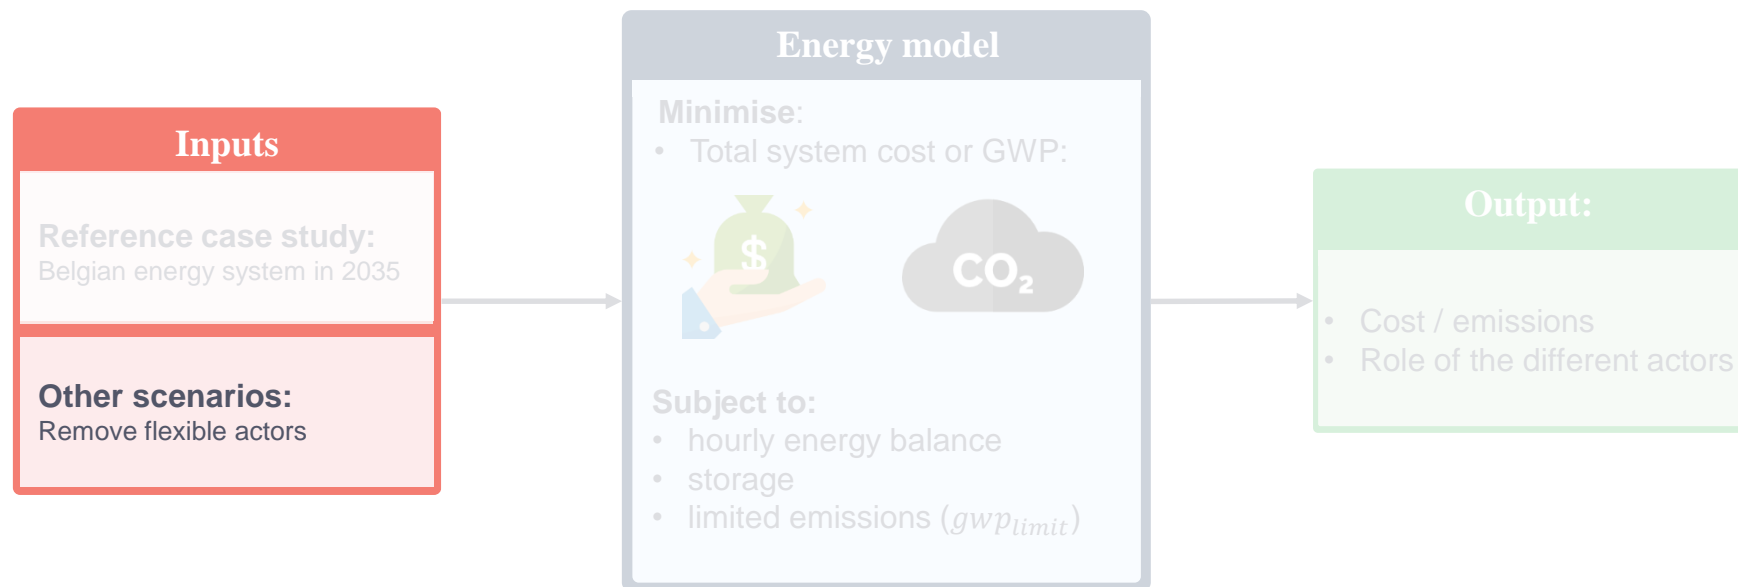 Inputs
Reference case study:
Belgian energy system in 2035
Other scenarios:
Remove flexible actors
Energy model
Minimise:
• Total system cost or GWP:
$
CO₂
Subject to:
• hourly energy balance
• storage
• limited emissions (gwp_limit)
Output:
• Cost / emissions
• Role of the different actors